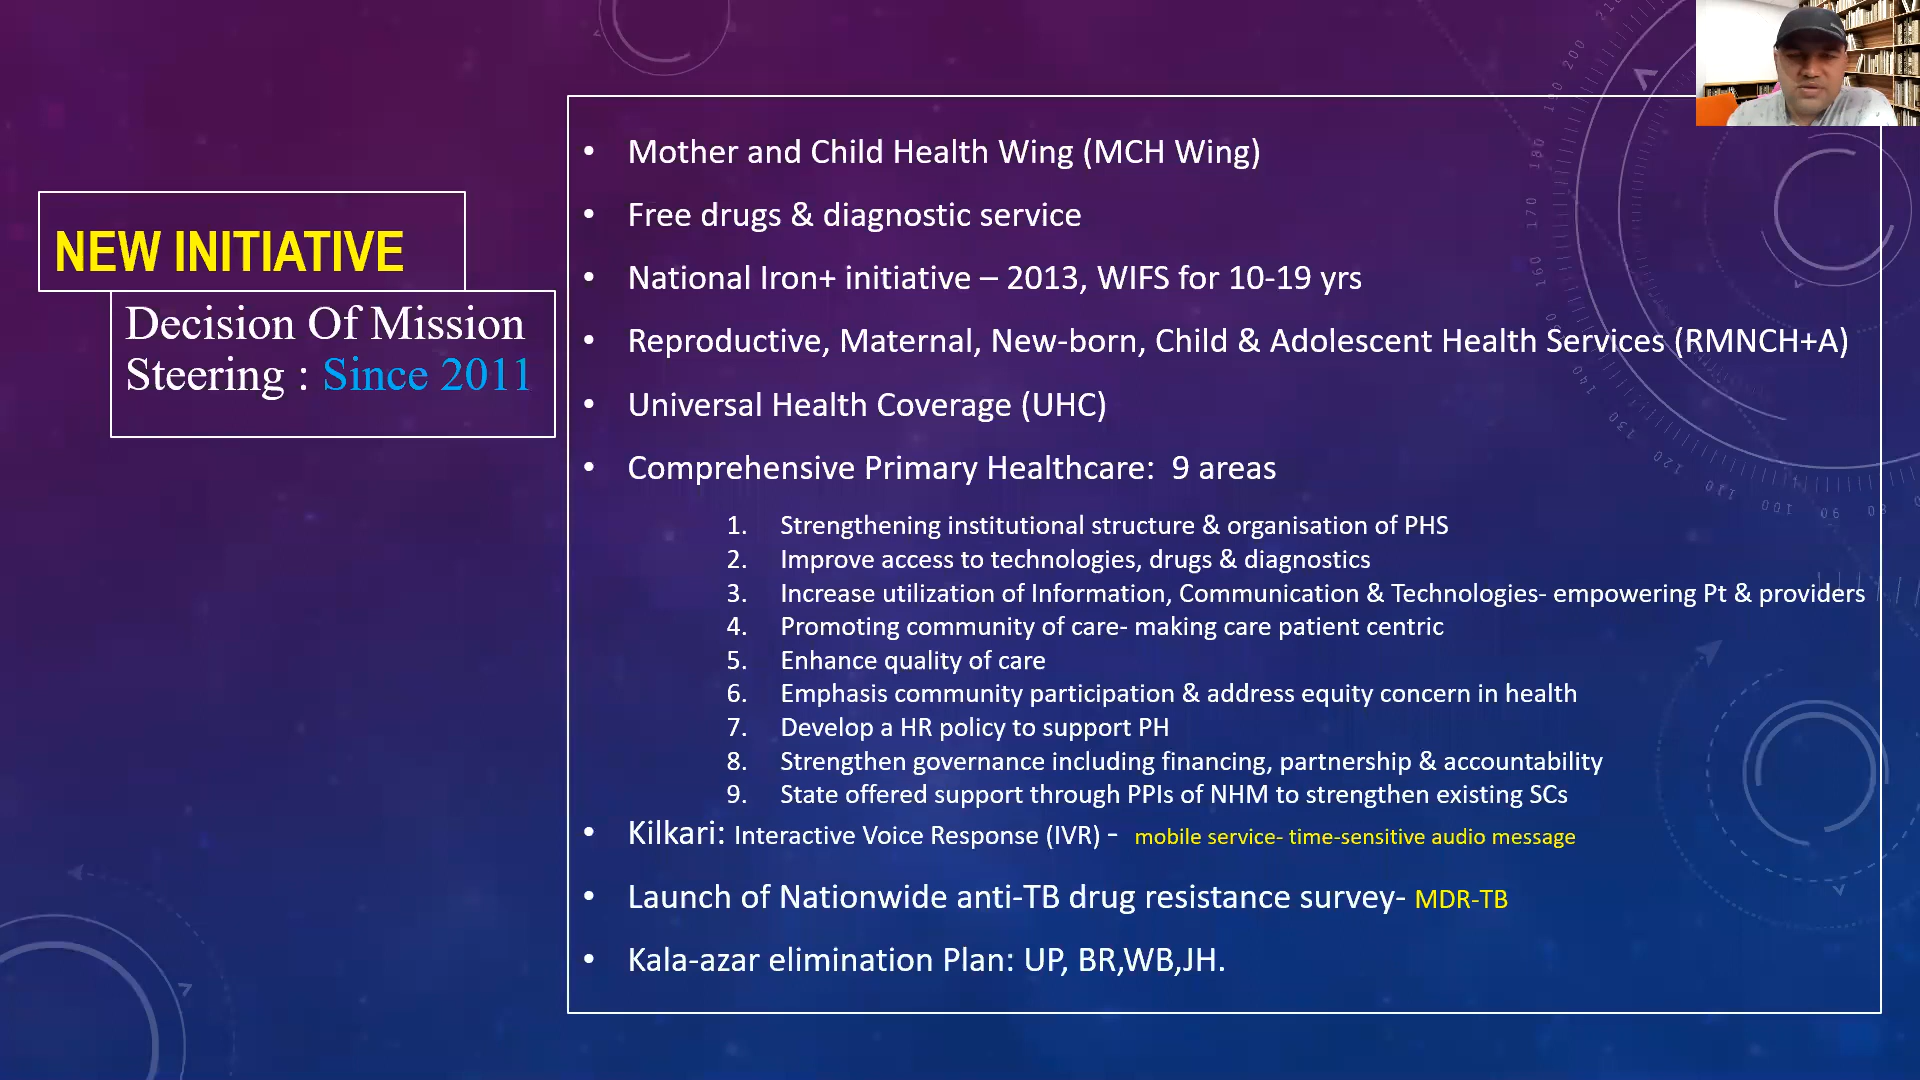 NEW INITIATIVE
Decision Of Mission
Steering : Since 2011
• Mother and Child Health Wing (MCH Wing)
• Free drugs & diagnostic service
• National Iron+ initiative – 2013, WIFS for 10-19 yrs
• Reproductive, Maternal, New-born, Child & Adolescent Health Services (RMNCH+A)
• Universal Health Coverage (UHC)
• Comprehensive Primary Healthcare: 9 areas
1. Strengthening institutional structure & organisation of PHS
2. Improve access to technologies, drugs & diagnostics
3. Increase utilization of Information, Communication & Technologies- empowering Pt & providers
4. Promoting community of care- making care patient centric
5. Enhance quality of care
6. Emphasis community participation & address equity concern in health
7. Develop a HR policy to support PH
8. Strengthen governance including financing, partnership & accountability
9. State offered support through PPIs of NHM to strengthen existing SCs
• Kilkari: Interactive Voice Response (IVR) - mobile service- time-sensitive audio message
• Launch of Nationwide anti-TB drug resistance survey- MDR-TB
• Kala-azar elimination Plan: UP, BR,WB,JH.